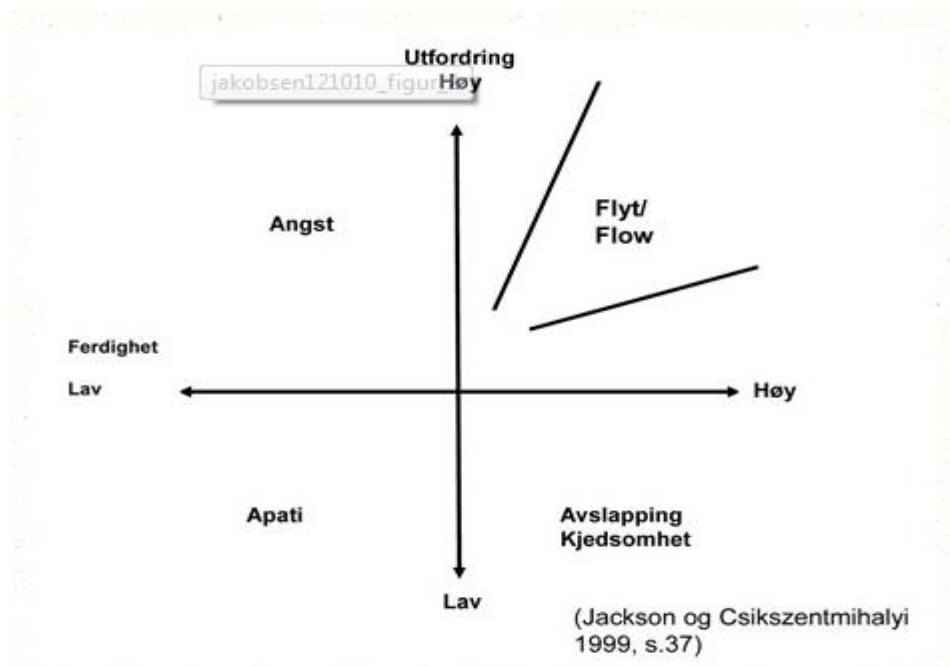 Utfordring
Høy
jakobsen121010_figur
Angst
Flyt/
Flow
Ferdighet
Lav
Høy
Apati
Avslapping
Kjedsomhet
Lav
(Jackson og Csikszentmihalyi
1999, s.37)